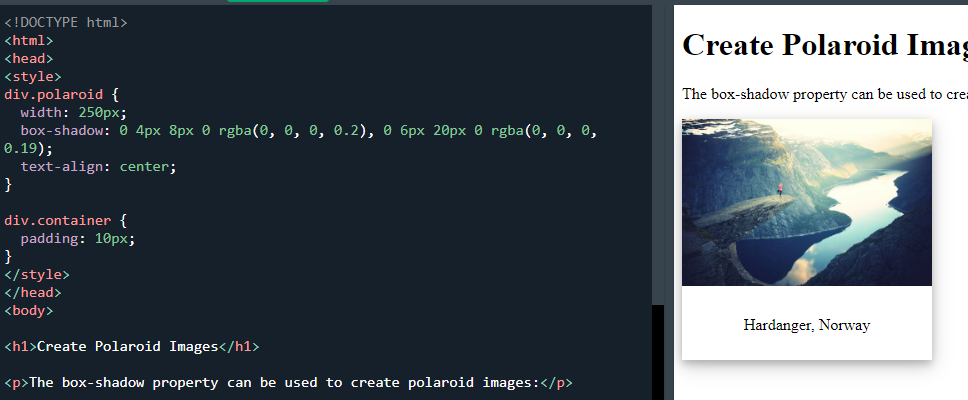 <!DOCTYPE html>
<html>
<head>
<style>
div.polaroid {
  width: 250px;
  box-shadow: 0 4px 8px 0 rgba(0, 0, 0, 0.2), 0 6px 20px 0 rgba(0, 0, 0,
0.19);
  text-align: center;
}

div.container {
  padding: 10px;
}
</style>
</head>
<body>

<h1>Create Polaroid Images</h1>

<p>The box-shadow property can be used to create polaroid images:</p>
Create Polaroid Imag
The box-shadow property can be used to crea
Hardanger, Norway